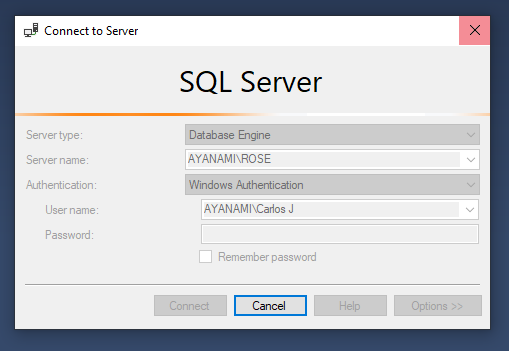 Connect to Server
SQL Server
Server type: Database Engine
Server name: AYANAMI\ROSE
Authentication: Windows Authentication
User name: AYANAMI\Carlos J
Password:
Remember password
Connect Cancel Help Options >>